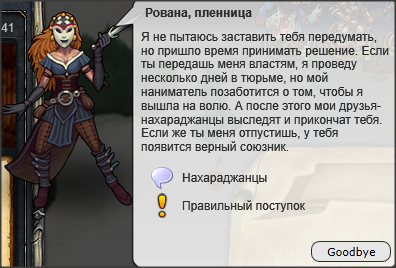 Рована, пленница
41
Я не пытаюсь заставить тебя передумать,
но пришло время принимать решение. Если
ты передашь меня властям, я проведу
несколько дней в тюрьме, но мой
наниматель позаботится о том, чтобы я
вышла на волю. А после этого мои друзья-
нахараджанцы выследят и прикончат тебя.
Если же ты меня отпустишь, у тебя
появится верный союзник.
Нахараджанцы
Правильный поступок
Goodbye